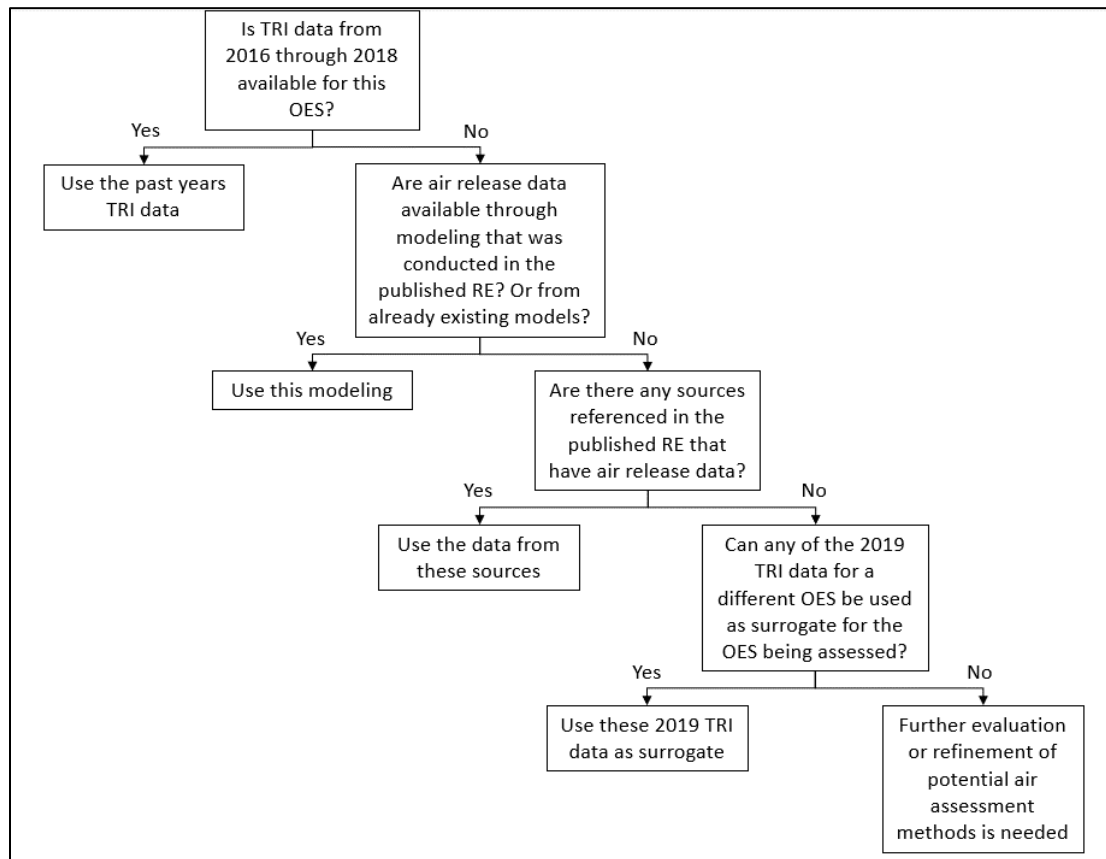 Is TRI data from
2016 through 2018
available for this
OES?
Yes
No
Use the past years
TRI data
Are air release data
available through
modeling that was
conducted in the
published RE? Or from
already existing models?
Yes
No
Use this modeling
Are there any sources
referenced in the
published RE that
have air release data?
Yes
No
Use the data from
these sources
Can any of the 2019
TRI data for a
different OES be used
as surrogate for the
OES being assessed?
Yes
No
Use these 2019 TRI
data as surrogate
Further evaluation
or refinement of
potential air
assessment
methods is needed